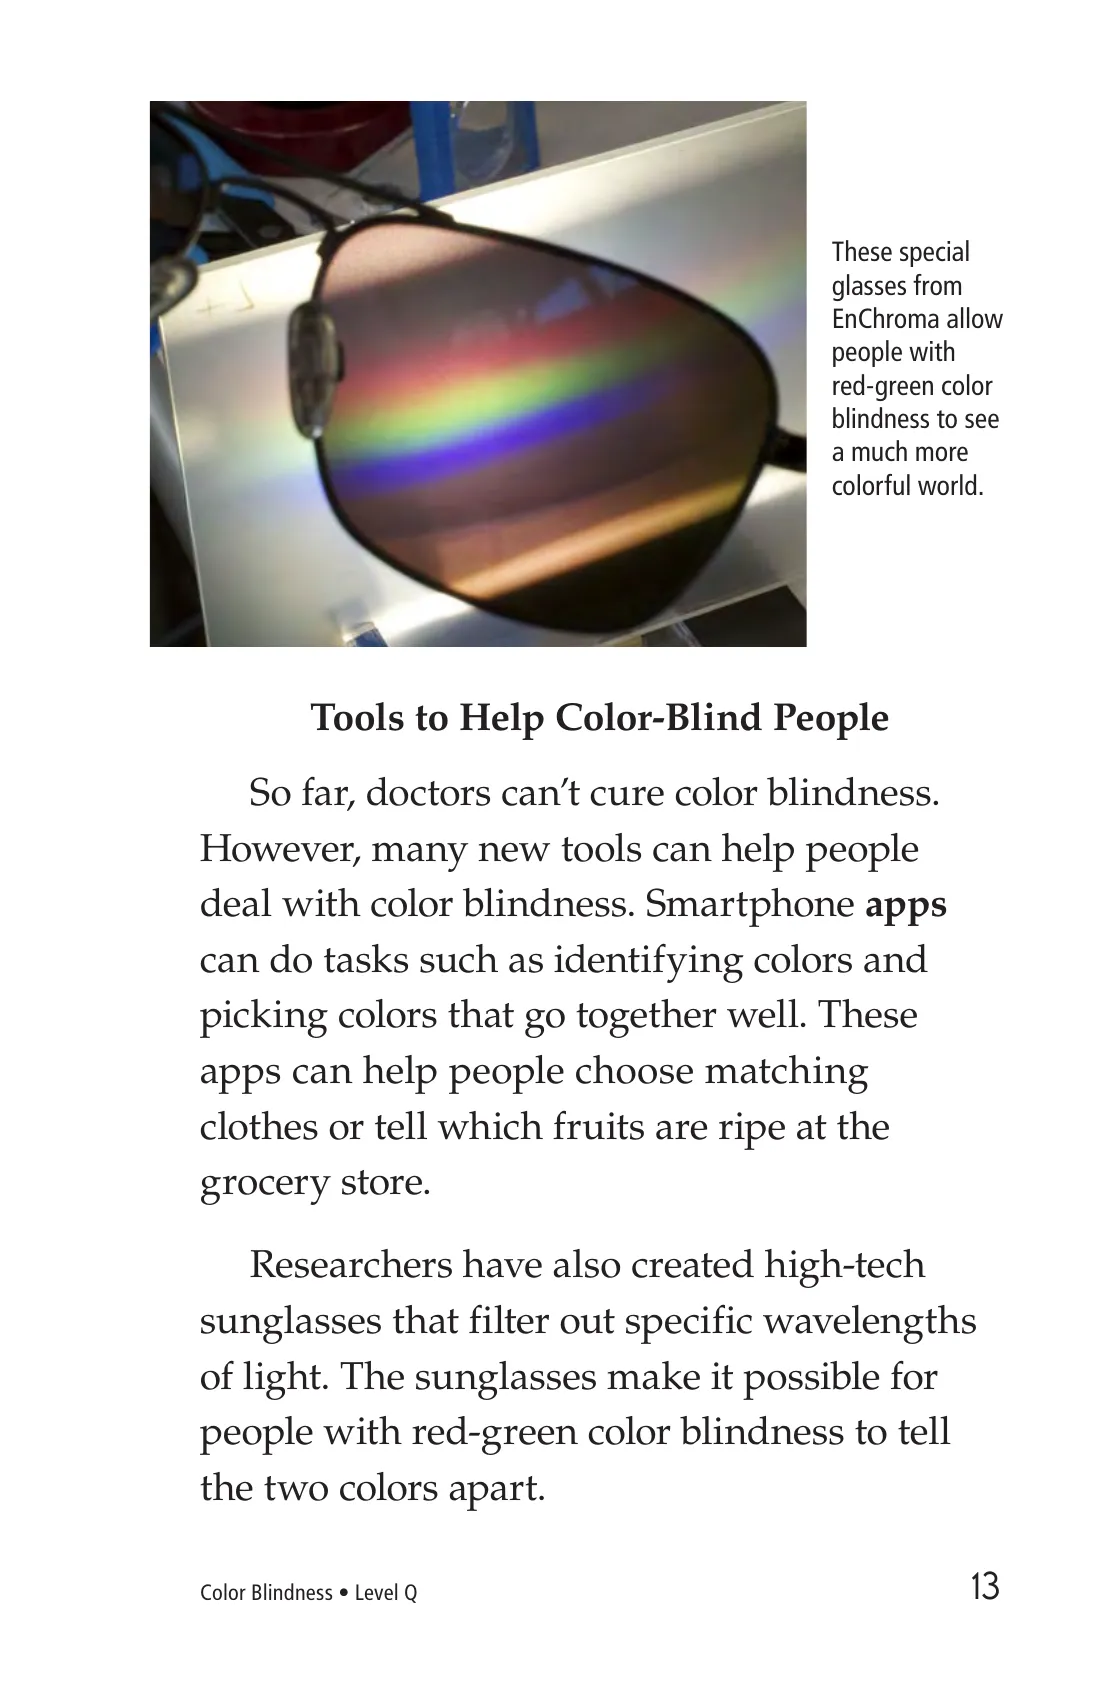 These special
glasses from
EnChroma allow
people with
red-green color
blindness to see
a much more
colorful world.
Tools to Help Color-Blind People
So far, doctors can’t cure color blindness.
However, many new tools can help people
deal with color blindness. Smartphone apps
can do tasks such as identifying colors and
picking colors that go together well. These
apps can help people choose matching
clothes or tell which fruits are ripe at the
grocery store.
Researchers have also created high-tech
sunglasses that filter out specific wavelengths
of light. The sunglasses make it possible for
people with red-green color blindness to tell
the two colors apart.
Color Blindness • Level Q
13